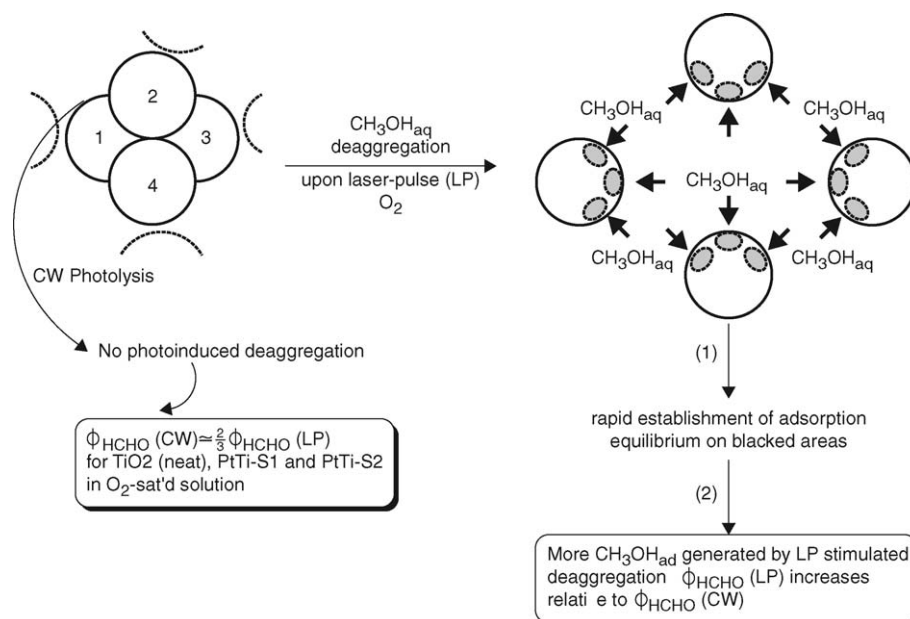 1
2
3
4
CH3OHaq
deaggregation
upon laser-pulse (LP)
O2
CH3OHaq
CH3OHaq
CH3OHaq
CH3OHaq
CH3OHaq
CW Photolysis
No photoinduced deaggregation
ϕHCHO (CW)≃2/3 ϕHCHO (LP)
for TiO2 (neat), PtTi-S1 and PtTi-S2
in O2-sat'd solution
(1)
rapid establishment of adsorption
equilibrium on blacked areas
(2)
More CH3OHad generated by LP stimulated
deaggregation ϕHCHO (LP) increases
relati e to ϕHCHO (CW)